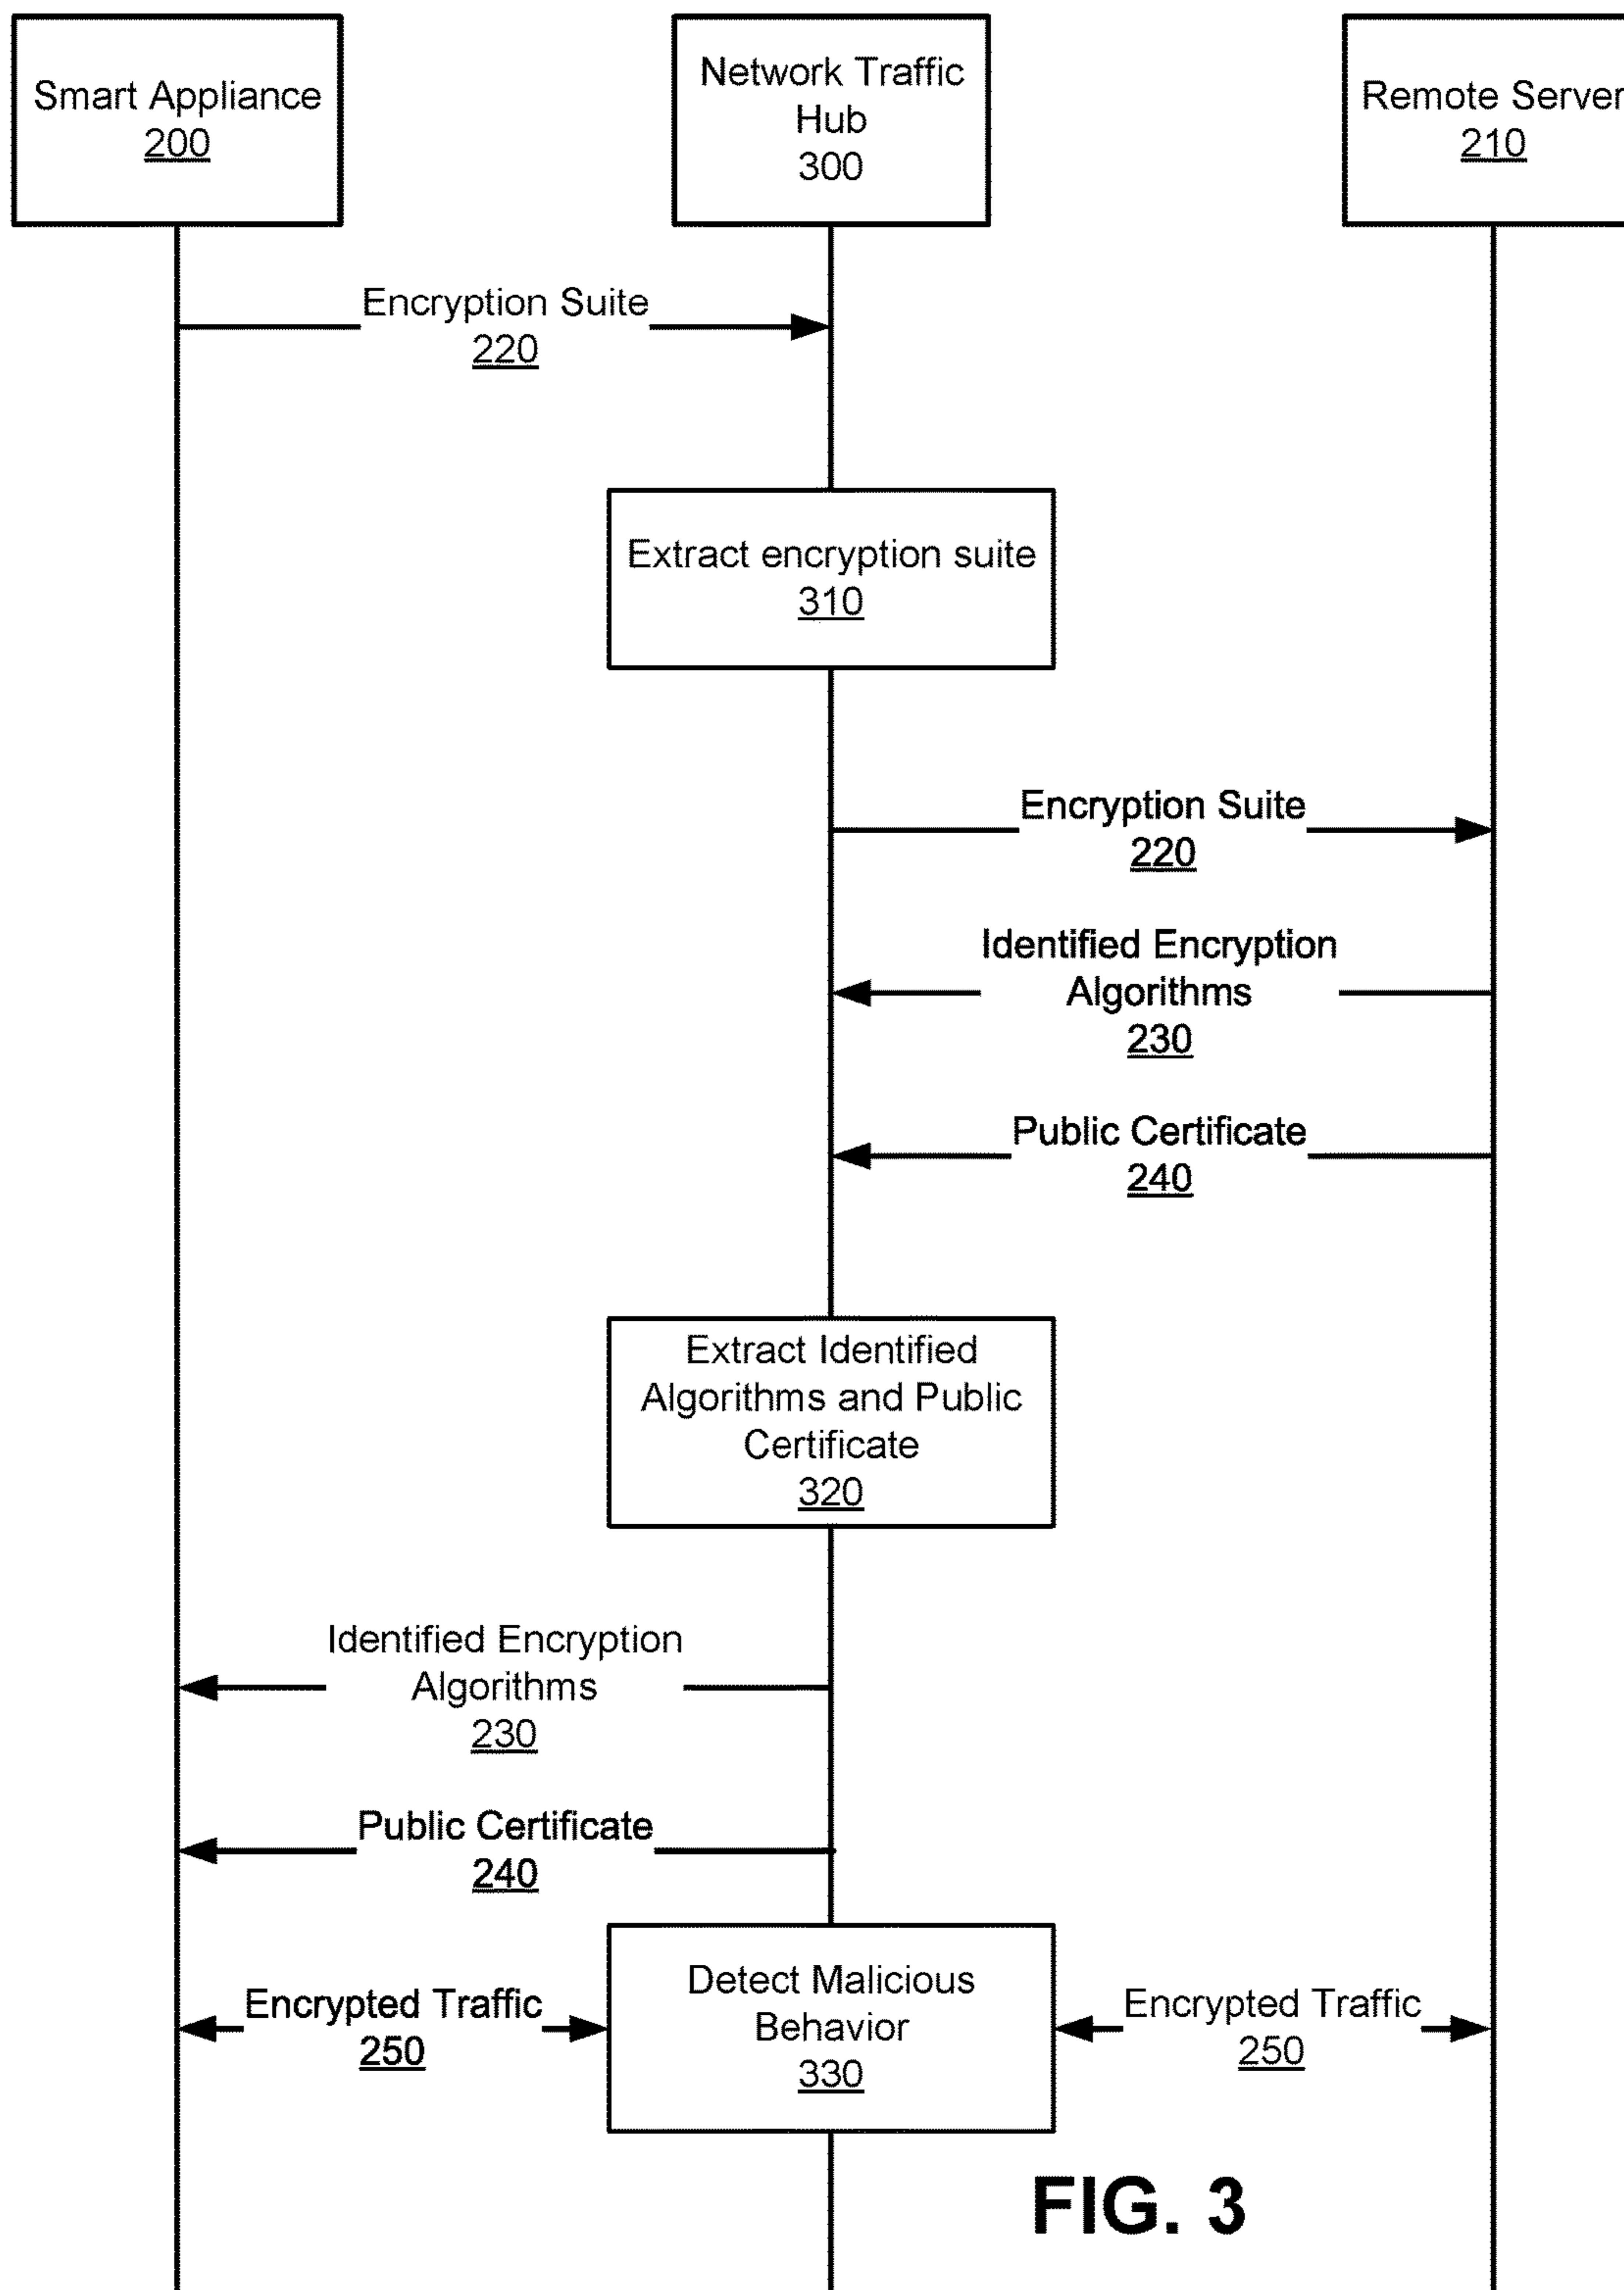 Smart Appliance
200
Network Traffic
Hub
300
Remote Server
210
Encryption Suite
220
Extract encryption suite
310
Encryption Suite
220
Identified Encryption
Algorithms
230
Public Certificate
240
Extract Identified
Algorithms and Public
Certificate
320
Identified Encryption
Algorithms
230
Public Certificate
240
Encrypted Traffic
250
Detect Malicious
Behavior
330
Encrypted Traffic
250
FIG. 3